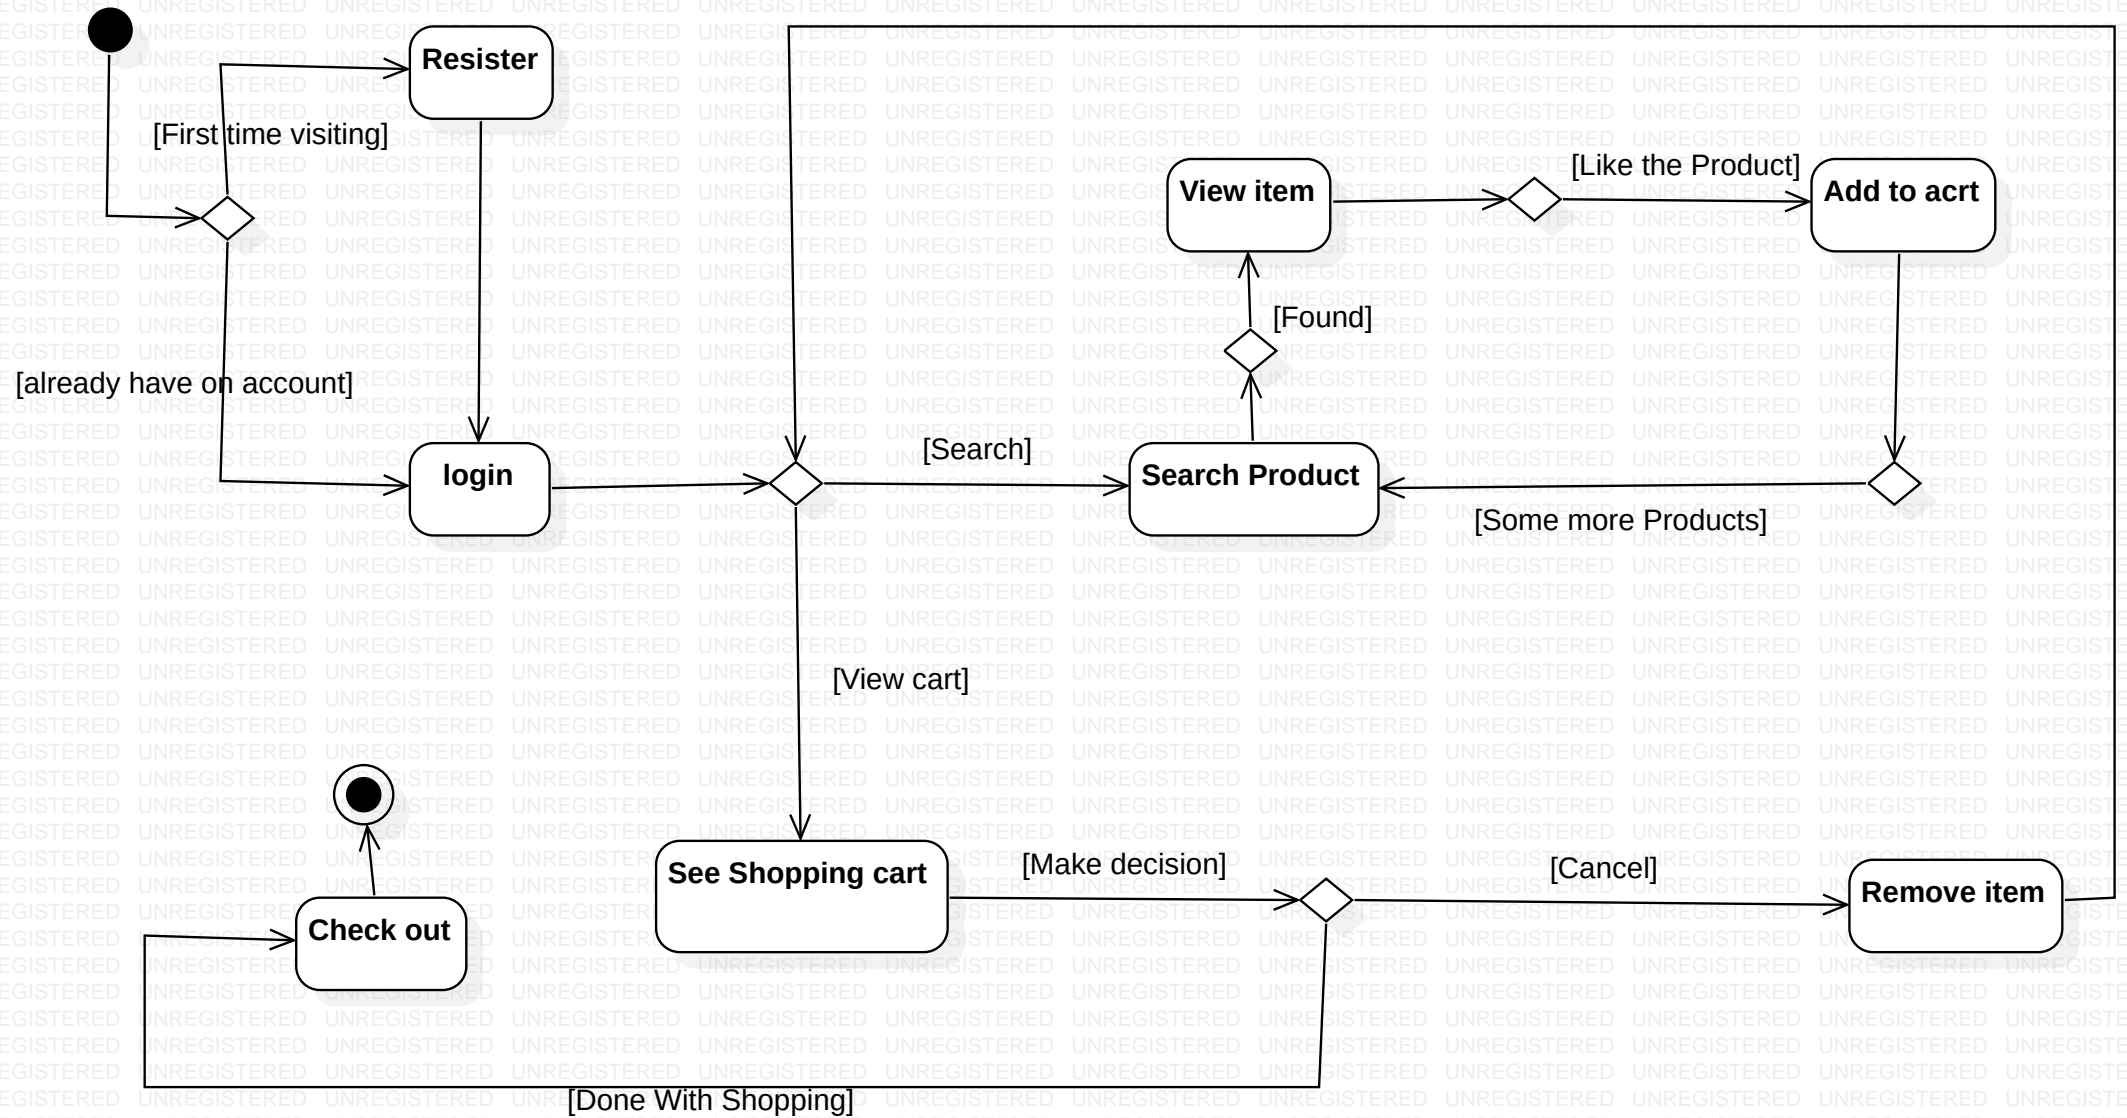 Resister
[First time visiting]
[Like the Product]
View item
Add to acrt
[Found]
[already have on account]
[Search]
login
Search Product
[Some more Products]
[View cart]
[Make decision]
[Cancel]
See Shopping cart
Remove item
Check out
[Done With Shopping]
UNREGISTERED